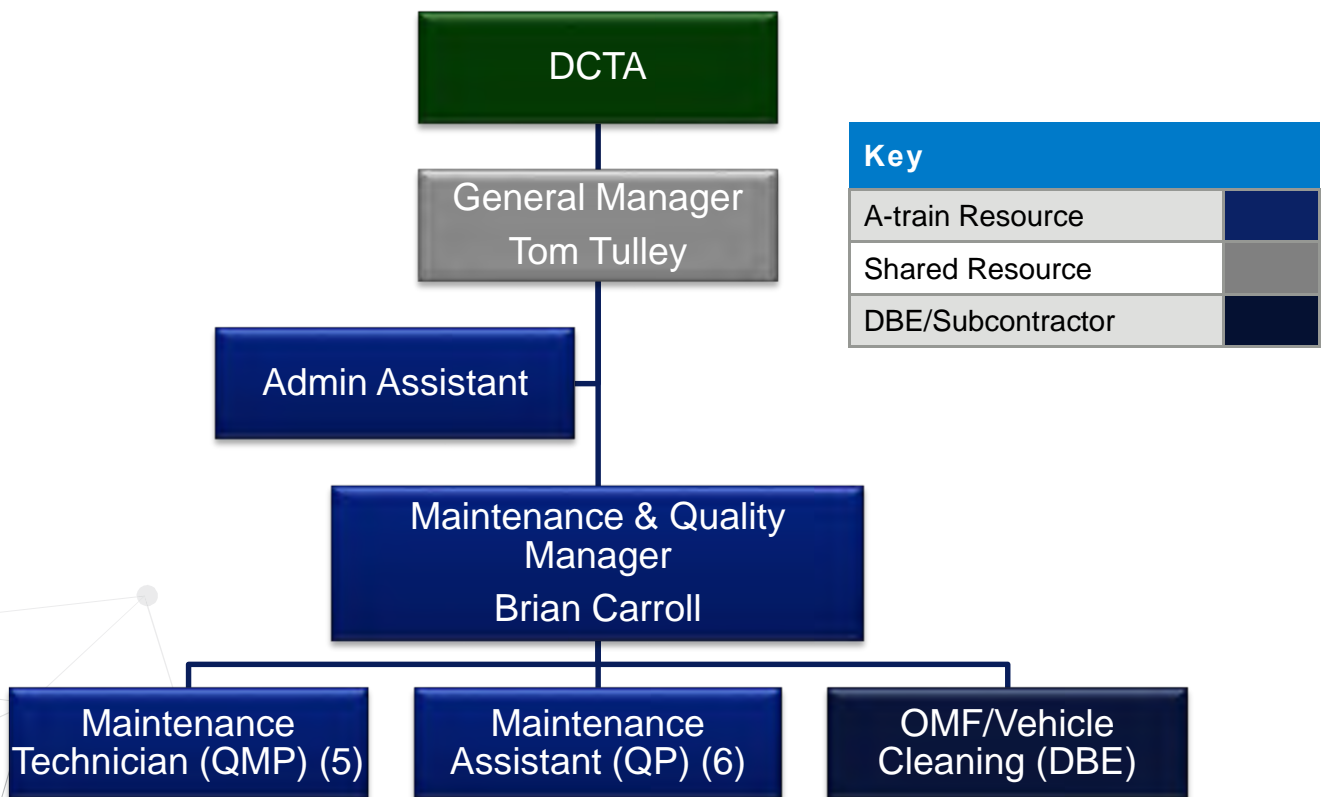 DCTA
General Manager
Tom Tulley
Key
A-train Resource
Shared Resource
DBE/Subcontractor
Admin Assistant
Maintenance & Quality
Manager
Brian Carroll
Maintenance
Technician (QMP) (5)
Maintenance
Assistant (QP) (6)
OMF/Vehicle
Cleaning (DBE)